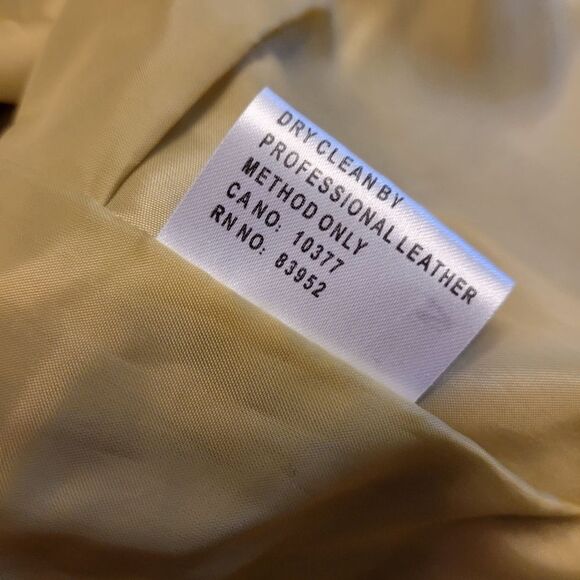 DRY CLEAN BY
PROFESSIONAL LEATHER
METHOD ONLY
CA NO: 10377
RN NO: 83952